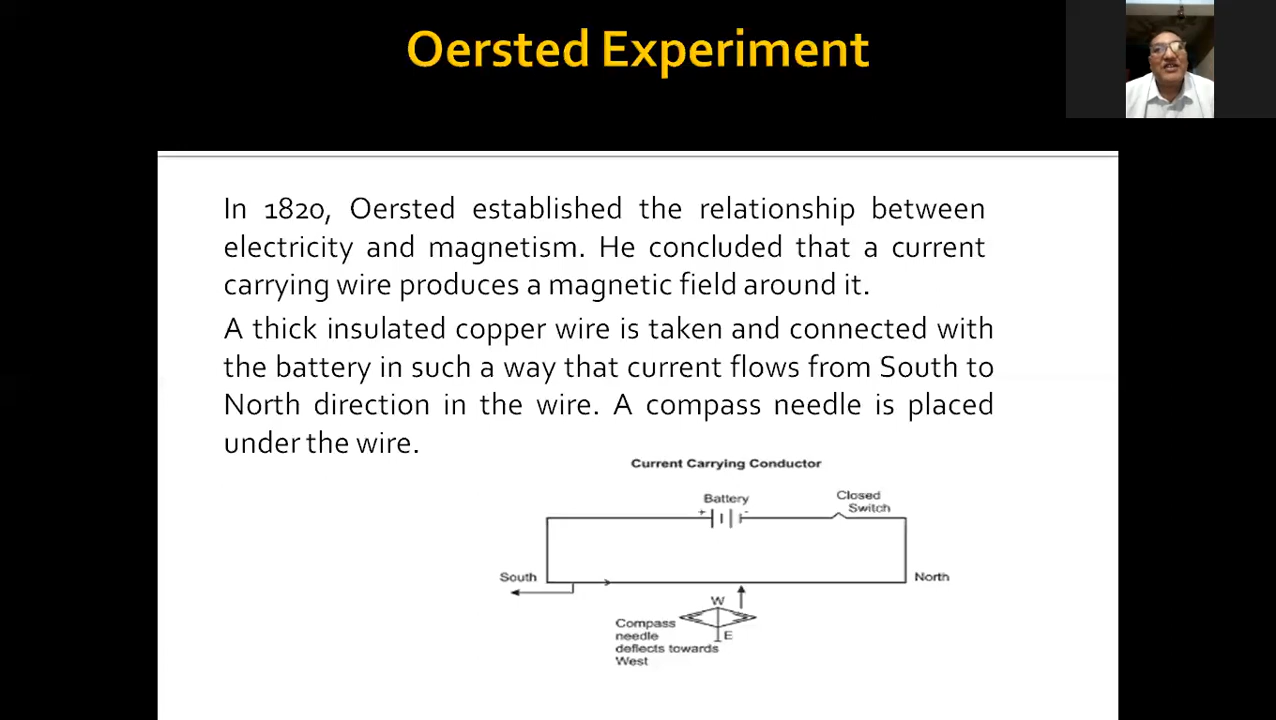 Oersted Experiment
In 1820, Oersted established the relationship between
electricity and magnetism. He concluded that a current
carrying wire produces a magnetic field around it.
A thick insulated copper wire is taken and connected with
the battery in such a way that current flows from South to
North direction in the wire. A compass needle is placed
under the wire.
Current Carrying Conductor
Battery
Closed
Switch
+ -
South
North
W
E
Compass
needle
deflects towards
West